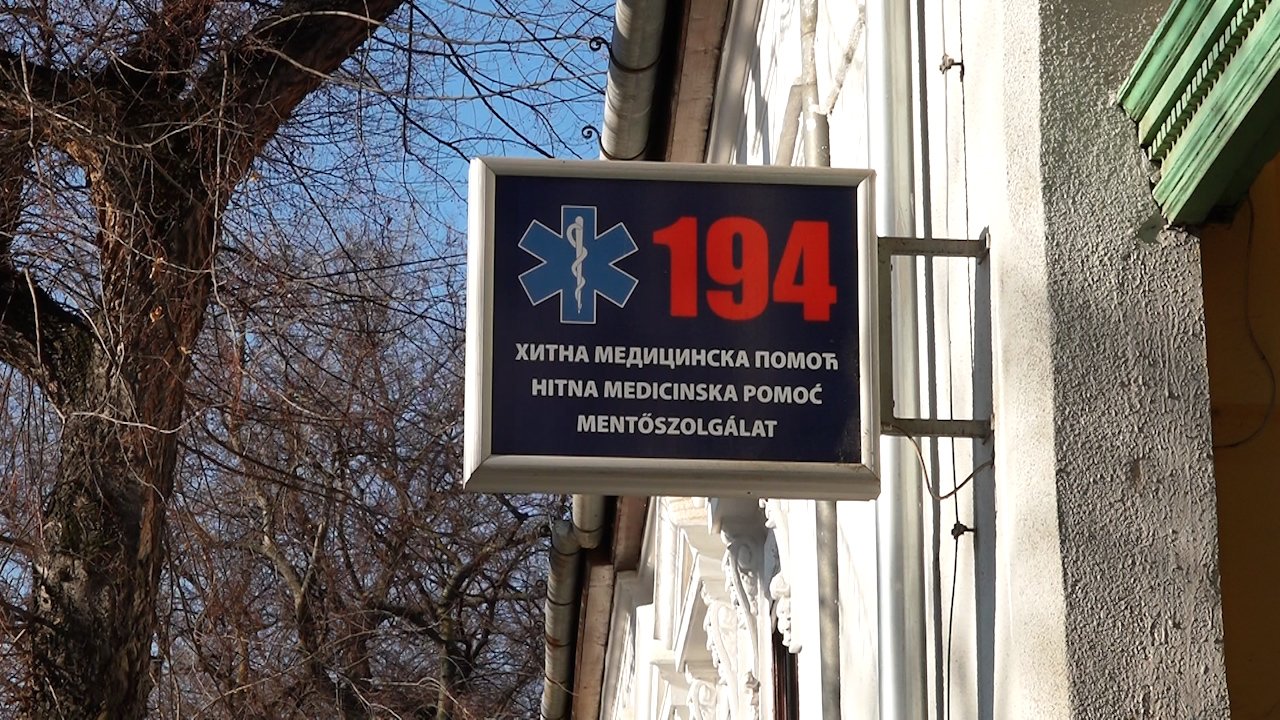 194
ХИТНА МЕДИЦИНСКА ПОМОЋ
HITNA MEDICINSKA POMOĆ
MENTŐSZOLGÁLAT